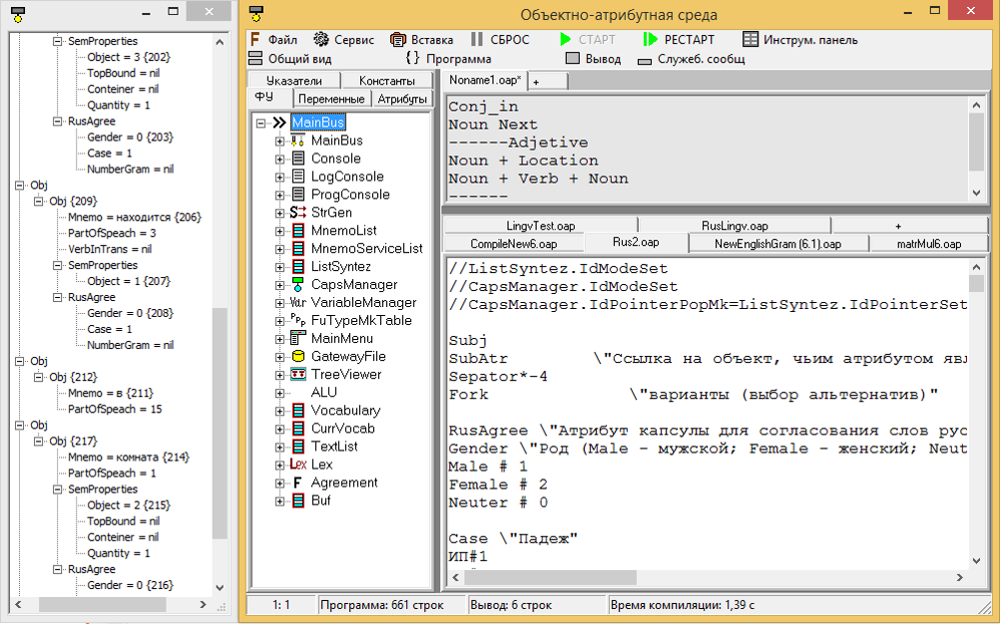 SemProperties
Object = 3 {202}
TopBound = nil
Conteiner = nil
Quantity = 1
RusAgree
Gender = 0 {203}
Case = 1
NumberGram = nil
Obj
Obj {209}
Mnemo = находится {206}
PartOfSpeach = 3
VerbInTrans = nil
SemProperties
Object = 1 {207}
RusAgree
Gender = 0 {208}
Case = 1
NumberGram = nil
Obj
Obj {212}
Mnemo = в {211}
PartOfSpeach = 15
Obj
Obj {217}
Mnemo = комната {214}
PartOfSpeach = 1
SemProperties
Object = 2 {215}
TopBound = nil
Conteiner = nil
Quantity = 1
RusAgree
Gender = 0 {216}
Объектно-атрибутная среда
Файл Сервис Вставка СБРОС СТАРТ РЕСТАРТ Инструм. панель
Общий вид {} Программа Вывод Служеб. сообщ
Указатели Константы
ФУ Переменные Атрибуты
MainBus
MainBus
Console
LogConsole
ProgConsole
StrGen
MnemoList
MnemoServiceList
ListSyntez
CapsManager
Var VariableManager
FuTypeMkTable
MainMenu
GatewayFile
TreeViewer
ALU
Vocabulary
CurrVocab
TextList
Lex Lex
F Agreement
Buf
Noname1.oap* +
Conj_in
Noun Next
------Adjetive
Noun + Location
Noun + Verb + Noun
------
LingvTest.oap RusLingv.oap +
CompileNew6.oap Rus2.oap NewEnglishGram (6.1).oap matrMul6.oap
//ListSyntez.IdModeSet
//CapsManager.IdModeSet
//CapsManager.IdPointerPopMk=ListSyntez.IdPointerSet
Subj
SubAtr \"Ссылка на объект, чьим атрибутом явл
Sepator*-4
Fork \"варианты (выбор альтернатив)"
RusAgree \"Атрибут капсулы для согласования слов рус
Gender \"Род (Male - мужской; Female - женский; Neut
Male # 1
Female # 2
Neuter # 0
Case \"Падеж"
ИП#1
1: 1 Программа: 661 строк Вывод: 6 строк Время компиляции: 1,39 с